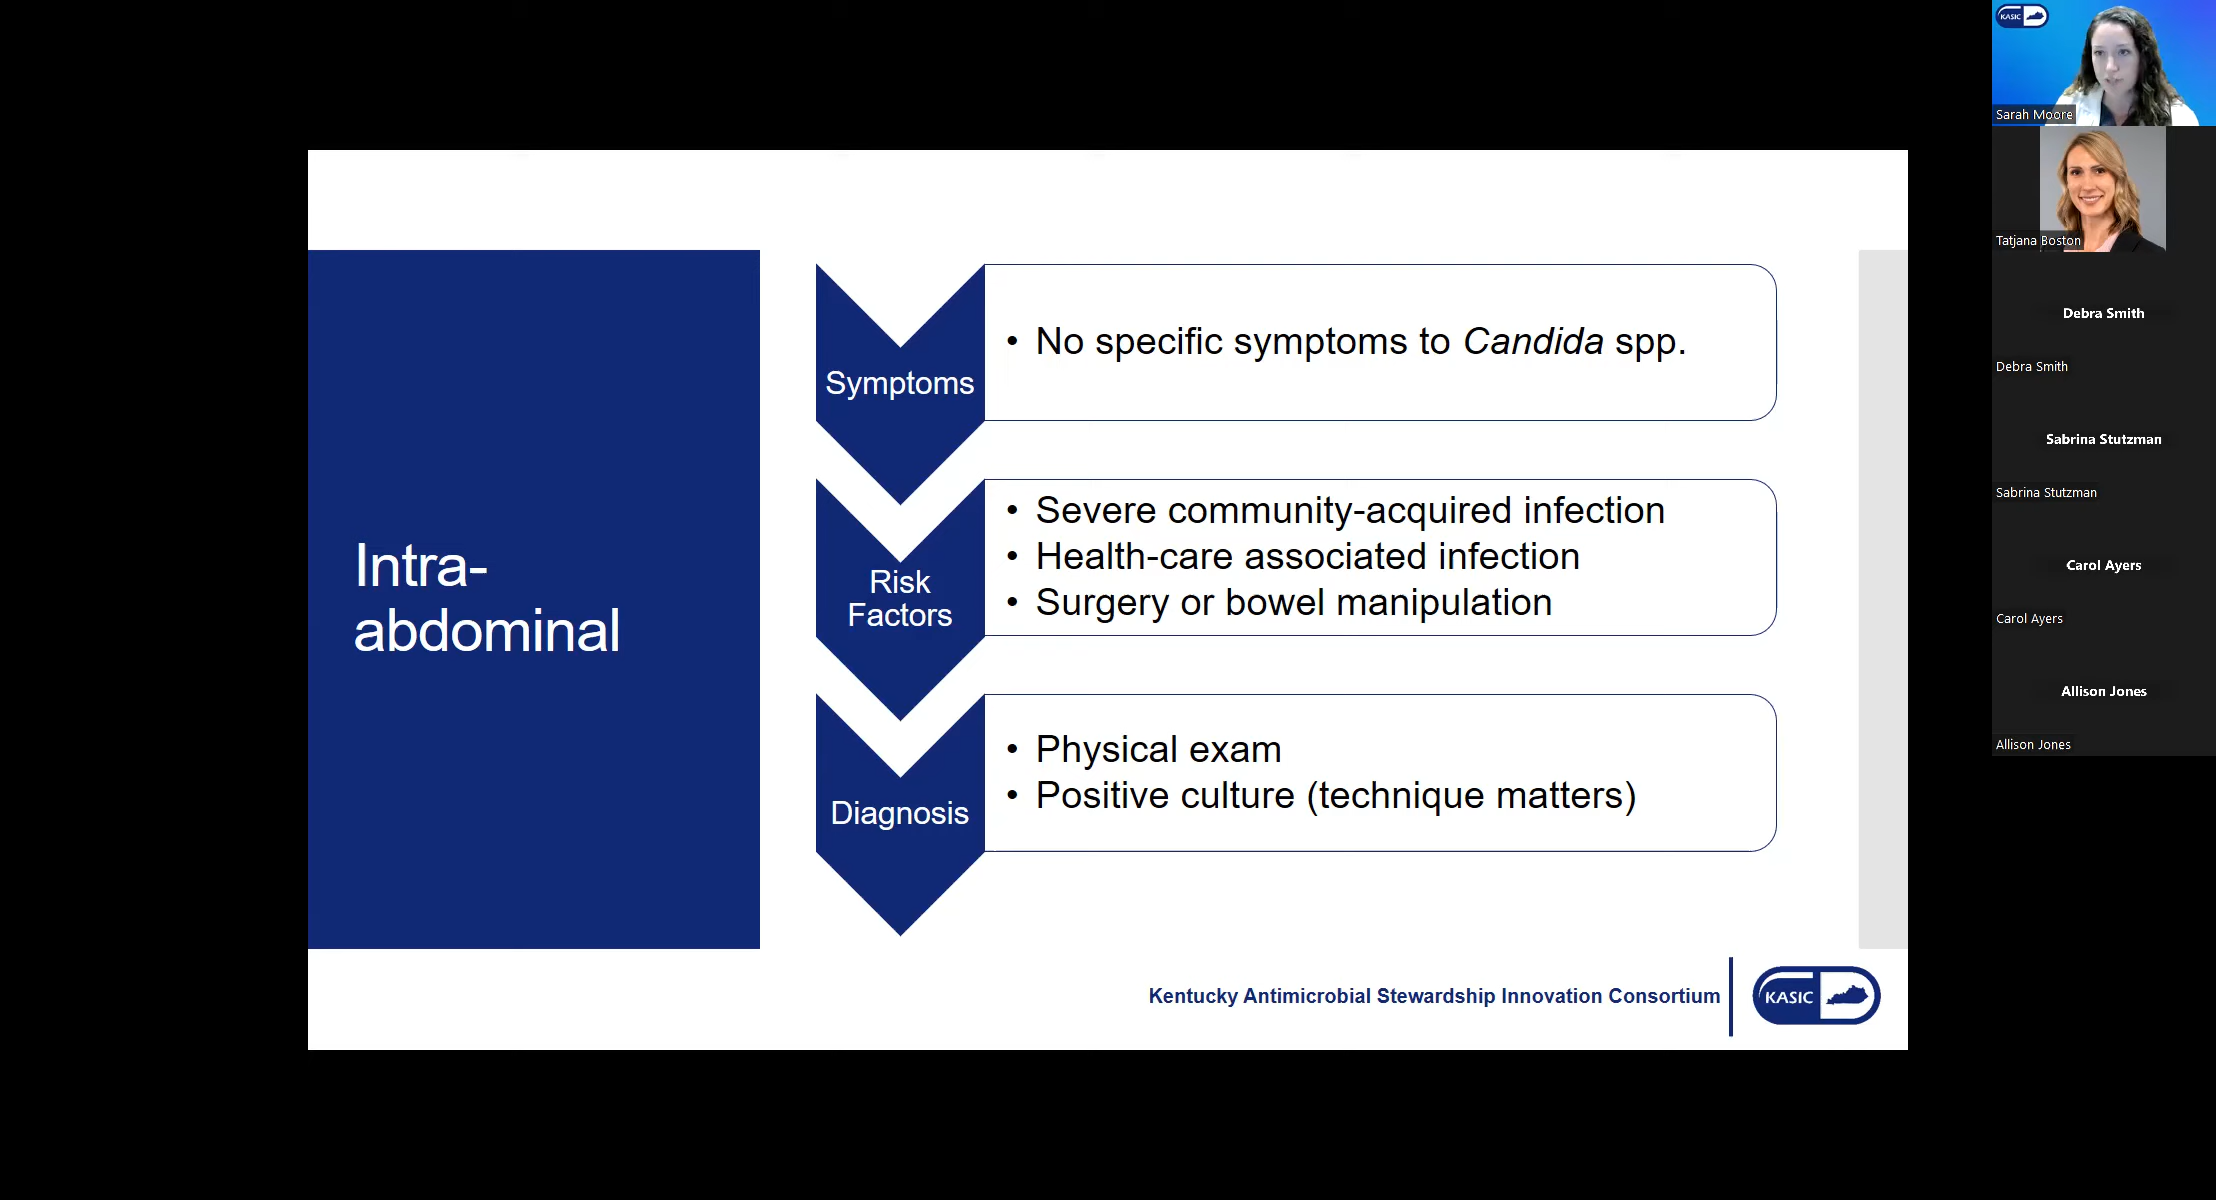 Intra-
abdominal
Symptoms
• No specific symptoms to Candida spp.
Risk
Factors
• Severe community-acquired infection
• Health-care associated infection
• Surgery or bowel manipulation
Diagnosis
• Physical exam
• Positive culture (technique matters)
Kentucky Antimicrobial Stewardship Innovation Consortium
KASIC
KASIC
Sarah Moore
Tatjana Boston
Debra Smith
Debra Smith
Sabrina Stutzman
Sabrina Stutzman
Carol Ayers
Carol Ayers
Allison Jones
Allison Jones